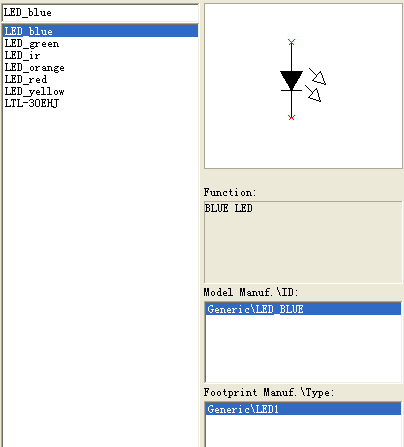 LED_blue
LED_blue
LED_green
LED_ir
LED_orange
LED_red
LED_yellow
LTL-30EHJ
Function:
BLUE LED
Model Manuf.\ID:
Generic\LED_BLUE
Footprint Manuf.\Type:
Generic\LED1